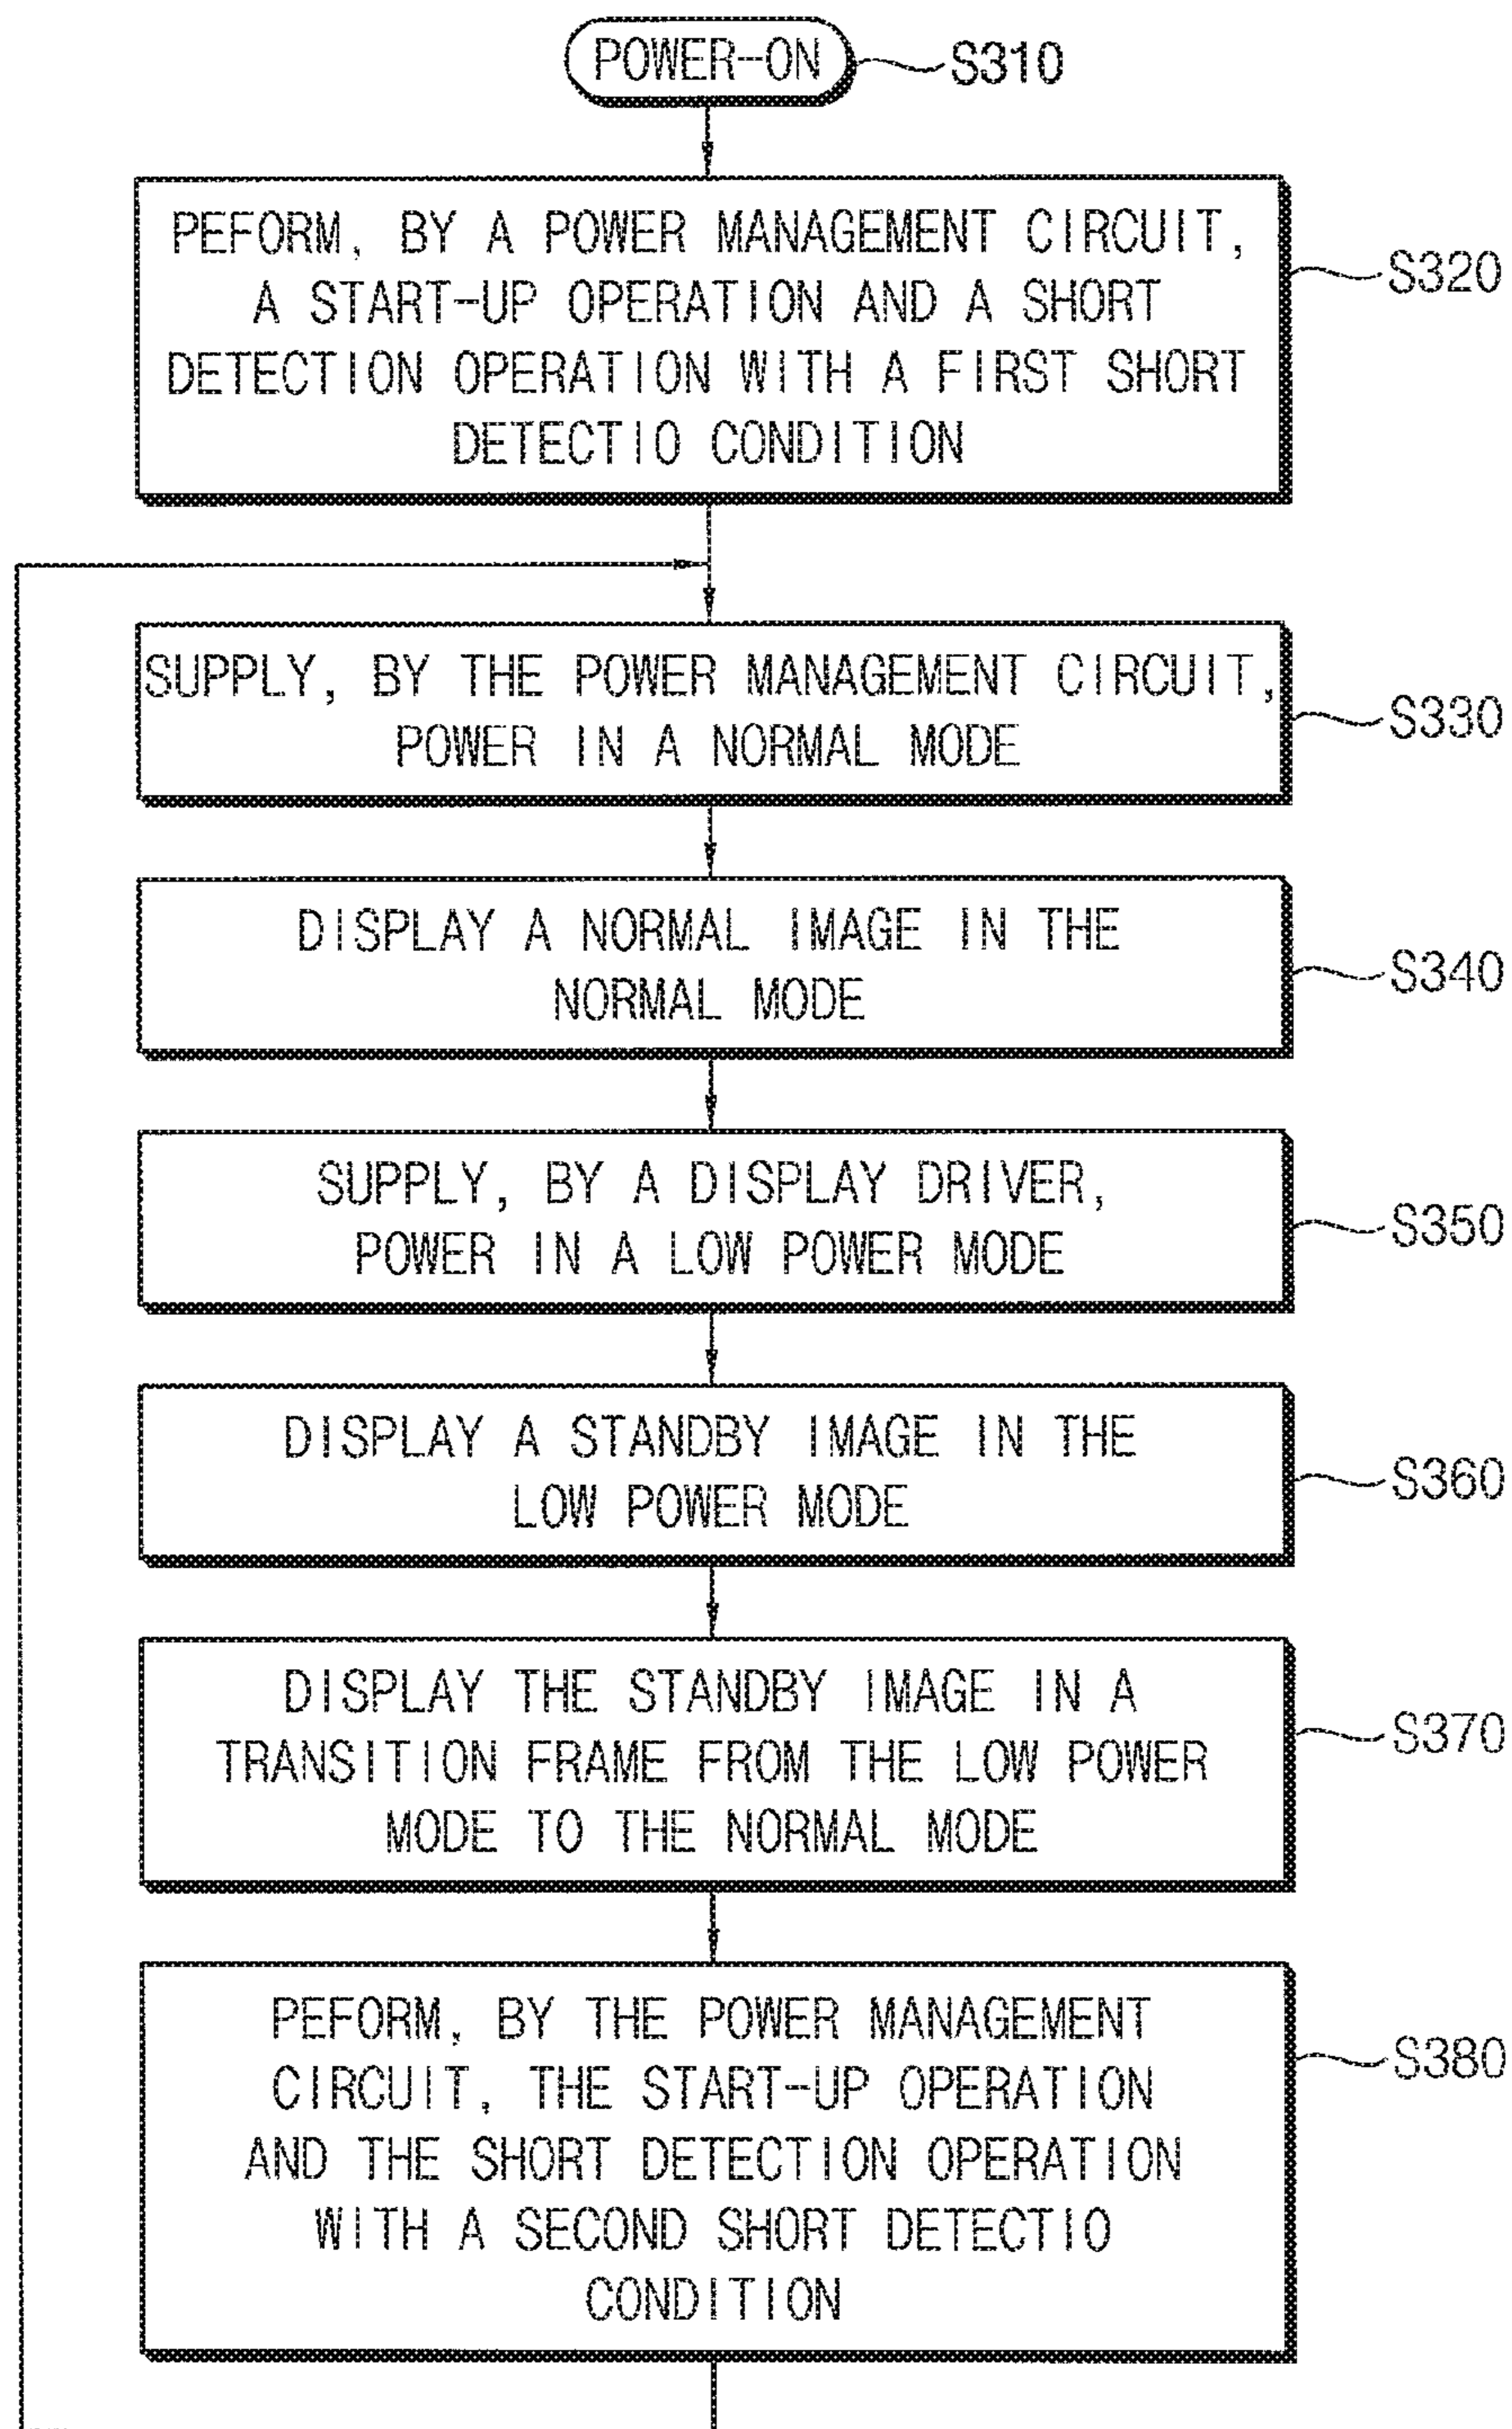 POWER-ON
S310
PEFORM, BY A POWER MANAGEMENT CIRCUIT,
A START-UP OPERATION AND A SHORT
DETECTION OPERATION WITH A FIRST SHORT
DETECTIO CONDITION
S320
SUPPLY, BY THE POWER MANAGEMENT CIRCUIT,
POWER IN A NORMAL MODE
S330
DISPLAY A NORMAL IMAGE IN THE
NORMAL MODE
S340
SUPPLY, BY A DISPLAY DRIVER,
POWER IN A LOW POWER MODE
S350
DISPLAY A STANDBY IMAGE IN THE
LOW POWER MODE
S360
DISPLAY THE STANDBY IMAGE IN A
TRANSITION FRAME FROM THE LOW POWER
MODE TO THE NORMAL MODE
S370
PEFORM, BY THE POWER MANAGEMENT
CIRCUIT, THE START-UP OPERATION
AND THE SHORT DETECTION OPERATION
WITH A SECOND SHORT DETECTIO
CONDITION
S380